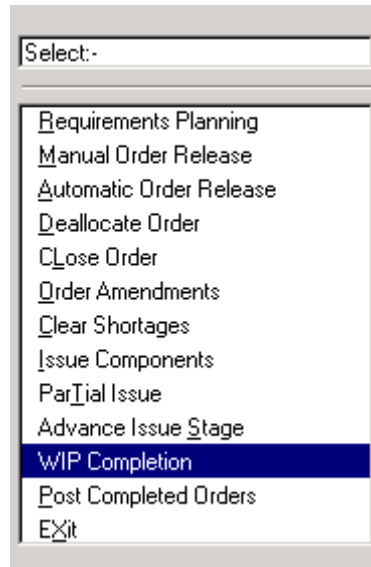 Select:-
Requirements Planning
Manual Order Release
Automatic Order Release
Deallocate Order
CLose Order
Order Amendments
Clear Shortages
Issue Components
ParTial Issue
Advance Issue Stage
WIP Completion
Post Completed Orders
EXit